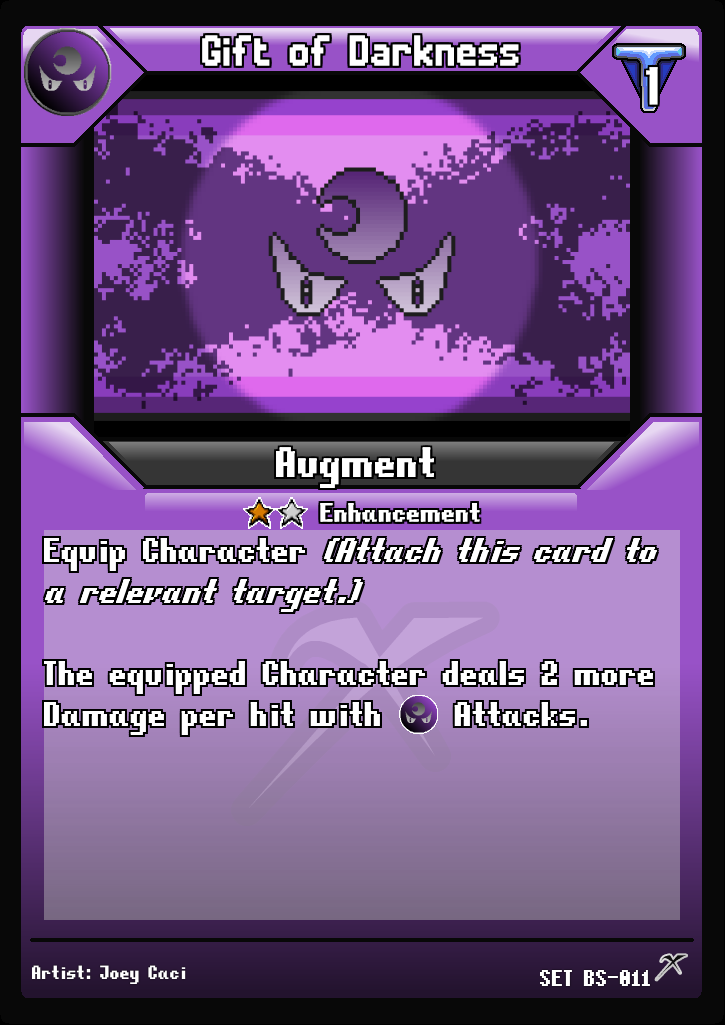 Gift of Darkness
1
Augment
Enhancement
Equip Character (Attach this card to
a relevant target.)
The equipped Character deals 2 more
Damage per hit with Attacks.
Artist: Joey Caci
SET BS-011